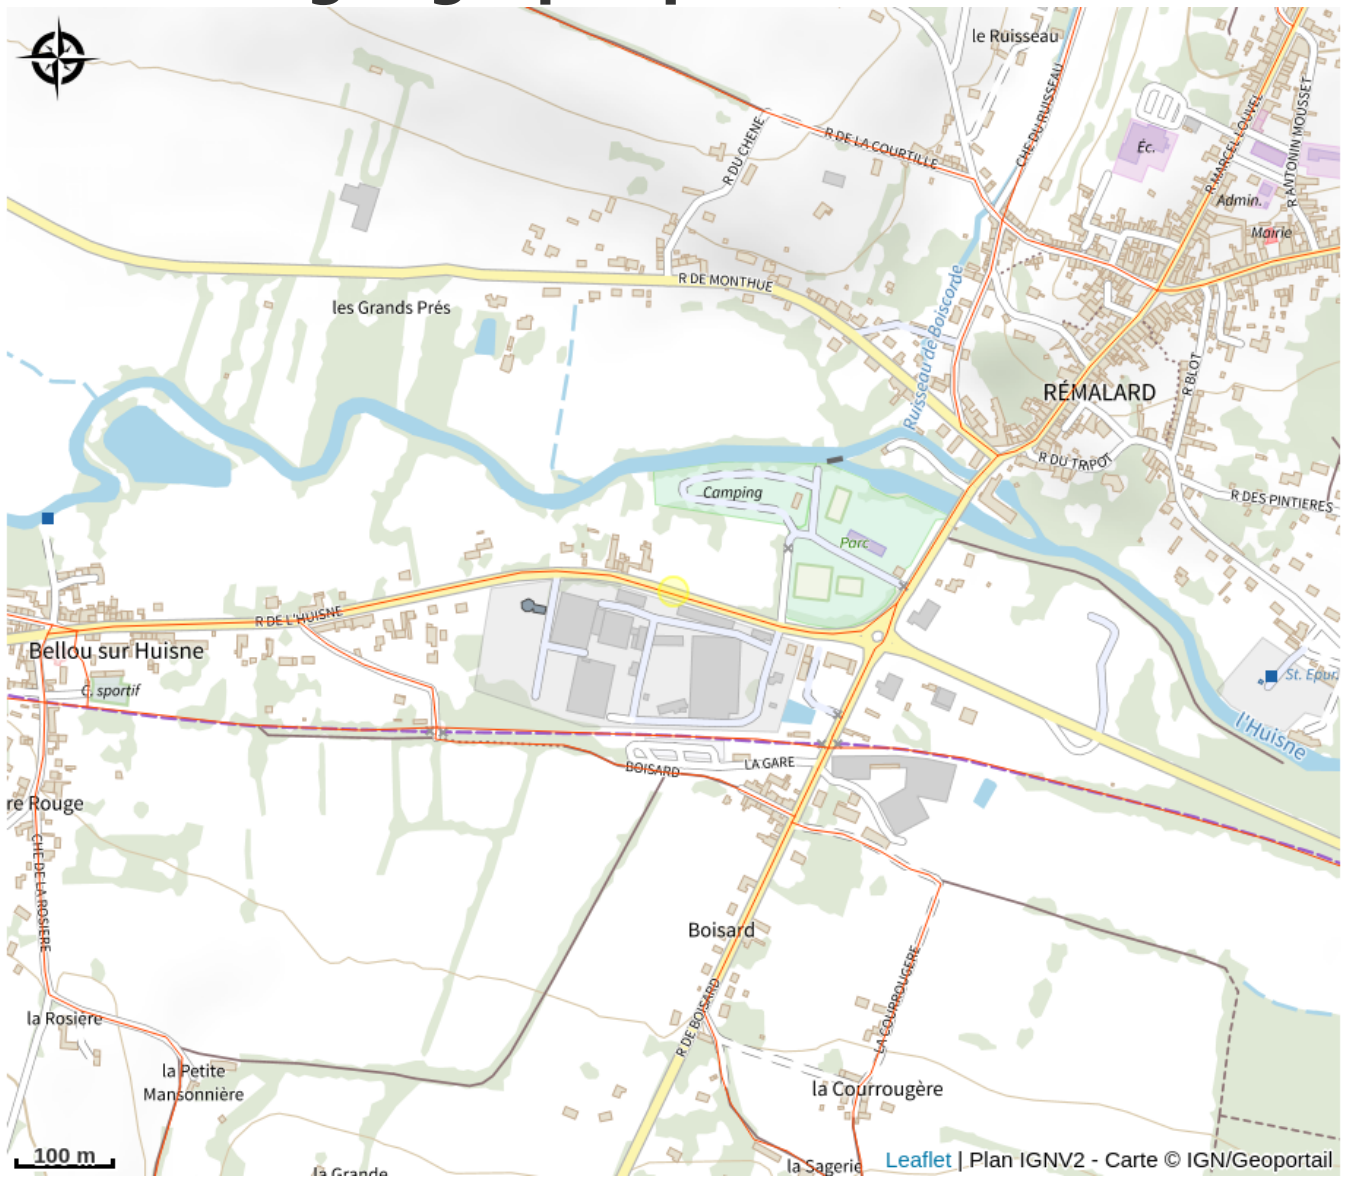 le Ruisseau
CHE DU RUISSEAU
R DE LA COURTILLE
R DU CHENE
Éc.
R MARCEL LOUVEL
R ANTONIN MOUSSET
Admin.
Mairie
R DE MONTHUE
les Grands Prés
Ruisseau de Boiscorde
RÉMALARD
R BLOT
R DU TRIPOT
R DES PINTIERES
Camping
Parc
R DE L'HUISNE
Bellou sur Huisne
C. sportif
St. Epur.
l'Huisne
BOISARD
LA GARE
re Rouge
CHE DE LA ROSIERE
Boisard
R DE BOISARD
LA COURROUGERE
la Rosière
la Petite
Mansonnière
la Courrougère
100 m
la Grande
la Sagerie
Leaflet | Plan IGNV2 - Carte © IGN/Geoportail